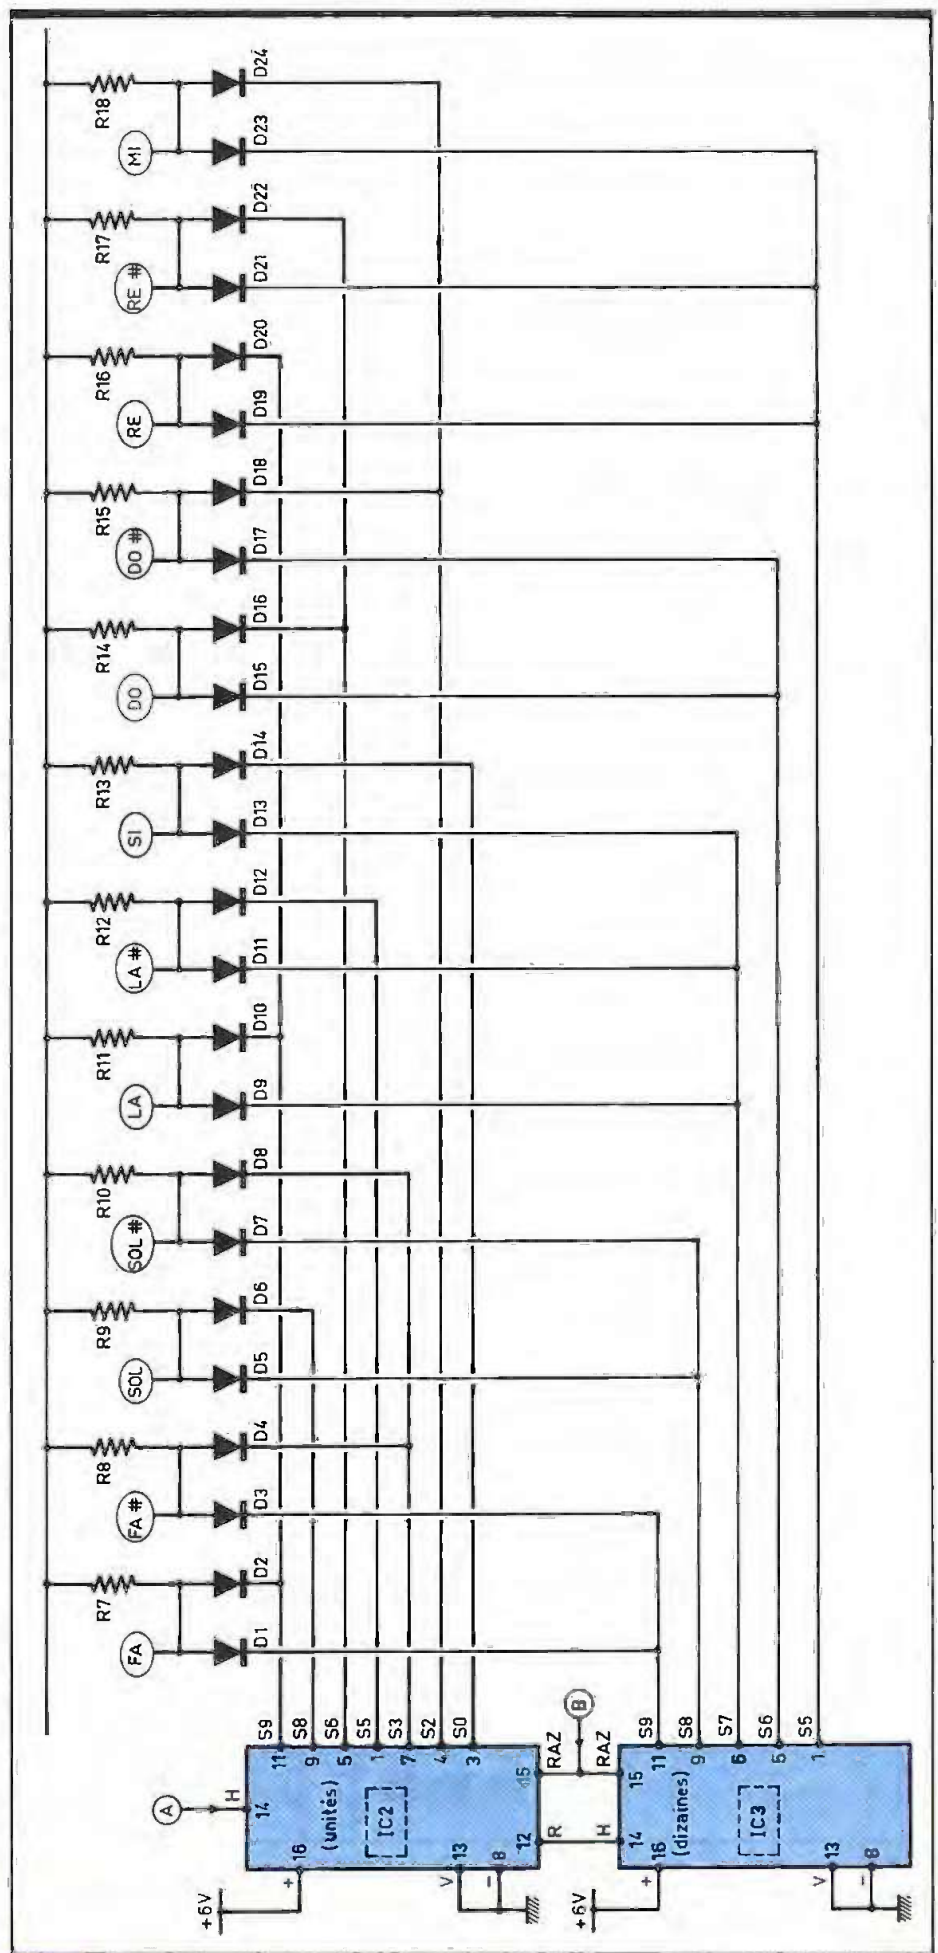 R18
D24
MI
D23
R17
D22
RE #
D21
R16
D20
RE
D19
R15
D18
DO #
D17
R14
D16
DO
D15
R13
D14
SI
D13
R12
D12
LA #
D11
R11
D10
LA
D9
R10
D8
SOL #
D7
R9
D6
SOL
D5
R8
D4
FA #
D3
R7
D2
FA
D1
S9
S8
S6
S5
S3
S2
S0
11
9
5
1
7
4
3
A
H
14
(unités)
IC2
16
+
+6V
13
V
8
-
12
15
RAZ
B
RAZ
R
H
S9
S8
S7
S6
S5
11
9
6
5
1
15
14
(dizaines)
IC3
16
+
+6V
13
V
8
-